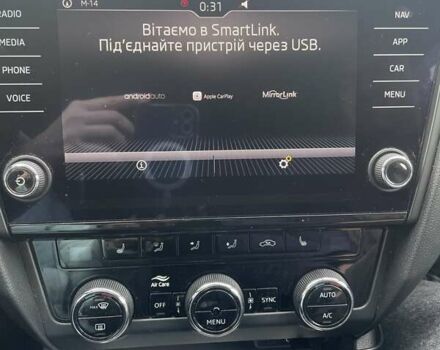 M-14
0:31
RADIO
MEDIA
PHONE
VOICE
NAV
APP
CAR
MENU
Вітаємо в SmartLink.
Під'єднайте пристрій через USB.
androidauto
Apple CarPlay
MirrorLink
Air Care
MAX
OFF
MENU
SYNC
AUTO
A/C